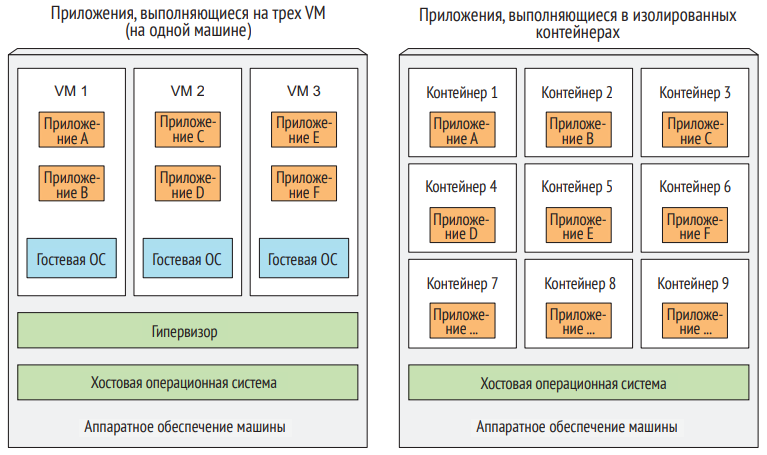 Приложения, выполняющиеся на трех VM
(на одной машине)
VM 1
VM 2
VM 3
Приложе-
ние A
Приложе-
ние C
Приложе-
ние E
Приложе-
ние B
Приложе-
ние D
Приложе-
ние F
Гостевая ОС
Гостевая ОС
Гостевая ОС
Гипервизор
Хостовая операционная система
Аппаратное обеспечение машины
Приложения, выполняющиеся в изолированных
контейнерах
Контейнер 1
Контейнер 2
Контейнер 3
Приложе-
ние A
Приложе-
ние B
Приложе-
ние C
Контейнер 4
Контейнер 5
Контейнер 6
Приложе-
ние D
Приложе-
ние E
Приложе-
ние F
Контейнер 7
Контейнер 8
Контейнер 9
Приложе-
ние ...
Приложе-
ние ...
Приложе-
ние ...
Хостовая операционная система
Аппаратное обеспечение машины